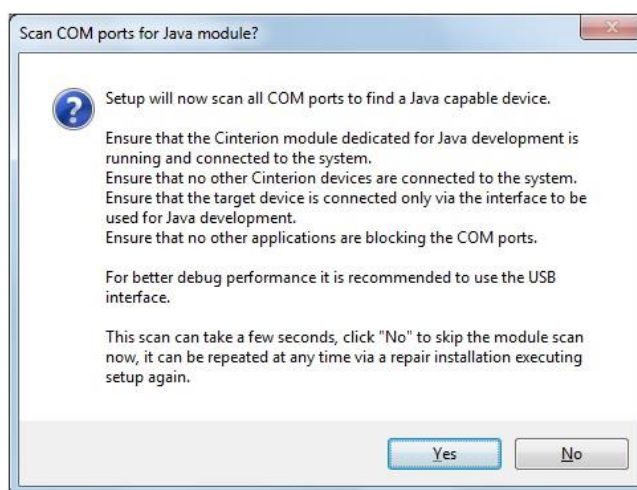 Scan COM ports for Java module?
Setup will now scan all COM ports to find a Java capable device.
Ensure that the Cinterion module dedicated for Java development is
running and connected to the system.
Ensure that no other Cinterion devices are connected to the system.
Ensure that the target device is connected only via the interface to be
used for Java development.
Ensure that no other applications are blocking the COM ports.
For better debug performance it is recommended to use the USB
interface.
This scan can take a few seconds, click "No" to skip the module scan
now, it can be repeated at any time via a repair installation executing
setup again.
Yes
No